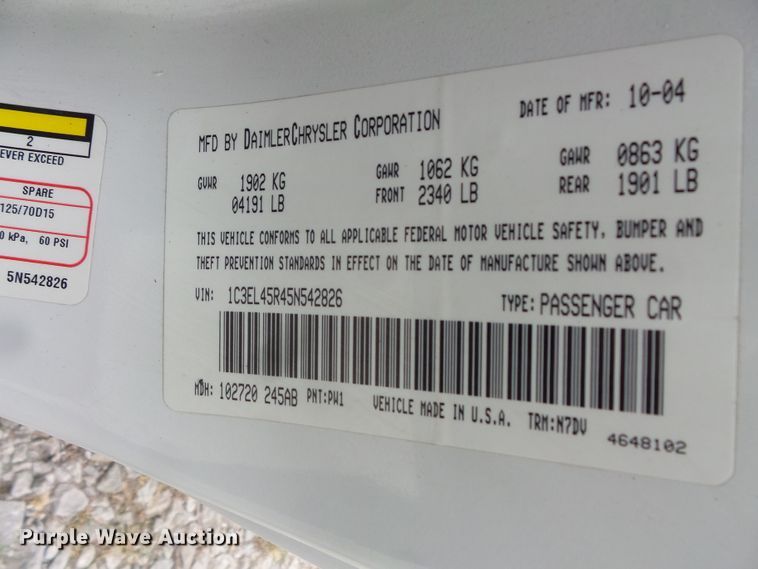 2
EVER EXCEED
SPARE
125/70D15
0 kPa, 60 PSI
5N542826
MFD BY DAIMLERCHRYSLER CORPORATION
DATE OF MFR: 10-04
GVWR 1902 KG
04191 LB
GAWR 1062 KG
FRONT 2340 LB
GAWR 0863 KG
REAR 1901 LB
THIS VEHICLE CONFORMS TO ALL APPLICABLE FEDERAL MOTOR VEHICLE SAFETY, BUMPER AND
THEFT PREVENTION STANDARDS IN EFFECT ON THE DATE OF MANUFACTURE SHOWN ABOVE.
VIN: 1C3EL45R45N542826
TYPE: PASSENGER CAR
MDH: 102720 245AB PNT:PW1
VEHICLE MADE IN U.S.A. TRM:N7DV
4648102
Purple Wave Auction